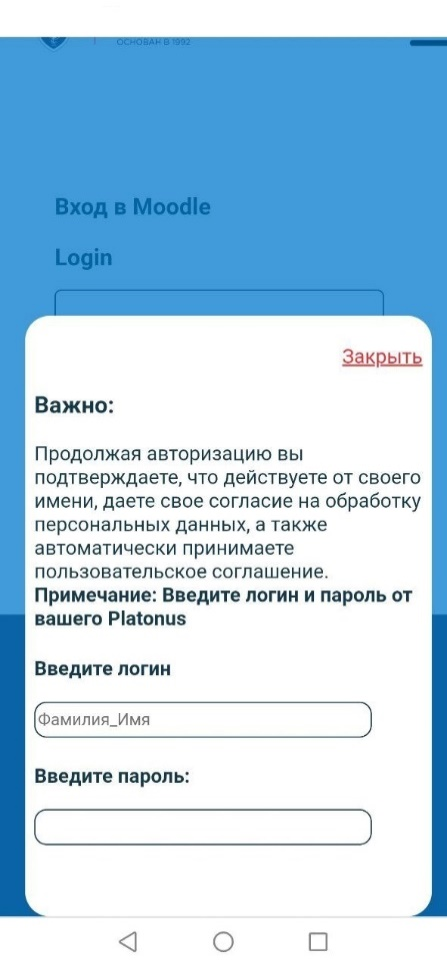 ОСНОВАН В 1992
Вход в Moodle
Login
Закрыть
Важно:
Продолжая авторизацию вы
подтверждаете, что действуете от своего
имени, даете свое согласие на обработку
персональных данных, а также
автоматически принимаете
пользовательское соглашение.
Примечание: Введите логин и пароль от
вашего Platonus
Введите логин
Фамилия_Имя
Введите пароль: